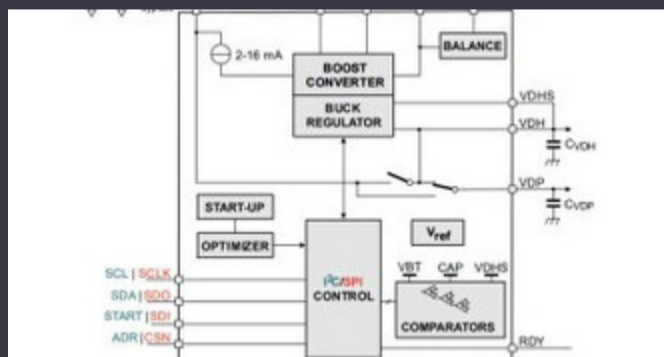 2-16 mA
BALANCE
BOOST
CONVERTER
BUCK
REGULATOR
VDHS
VDH
CVDH
VDP
CVDP
START-UP
OPTIMIZER
Vref
I²C/SPI
CONTROL
VBT CAP VDHS
COMPARATORS
SCL | SCLK
SDA | SDO
START | SDI
ADR | CSN
RDY